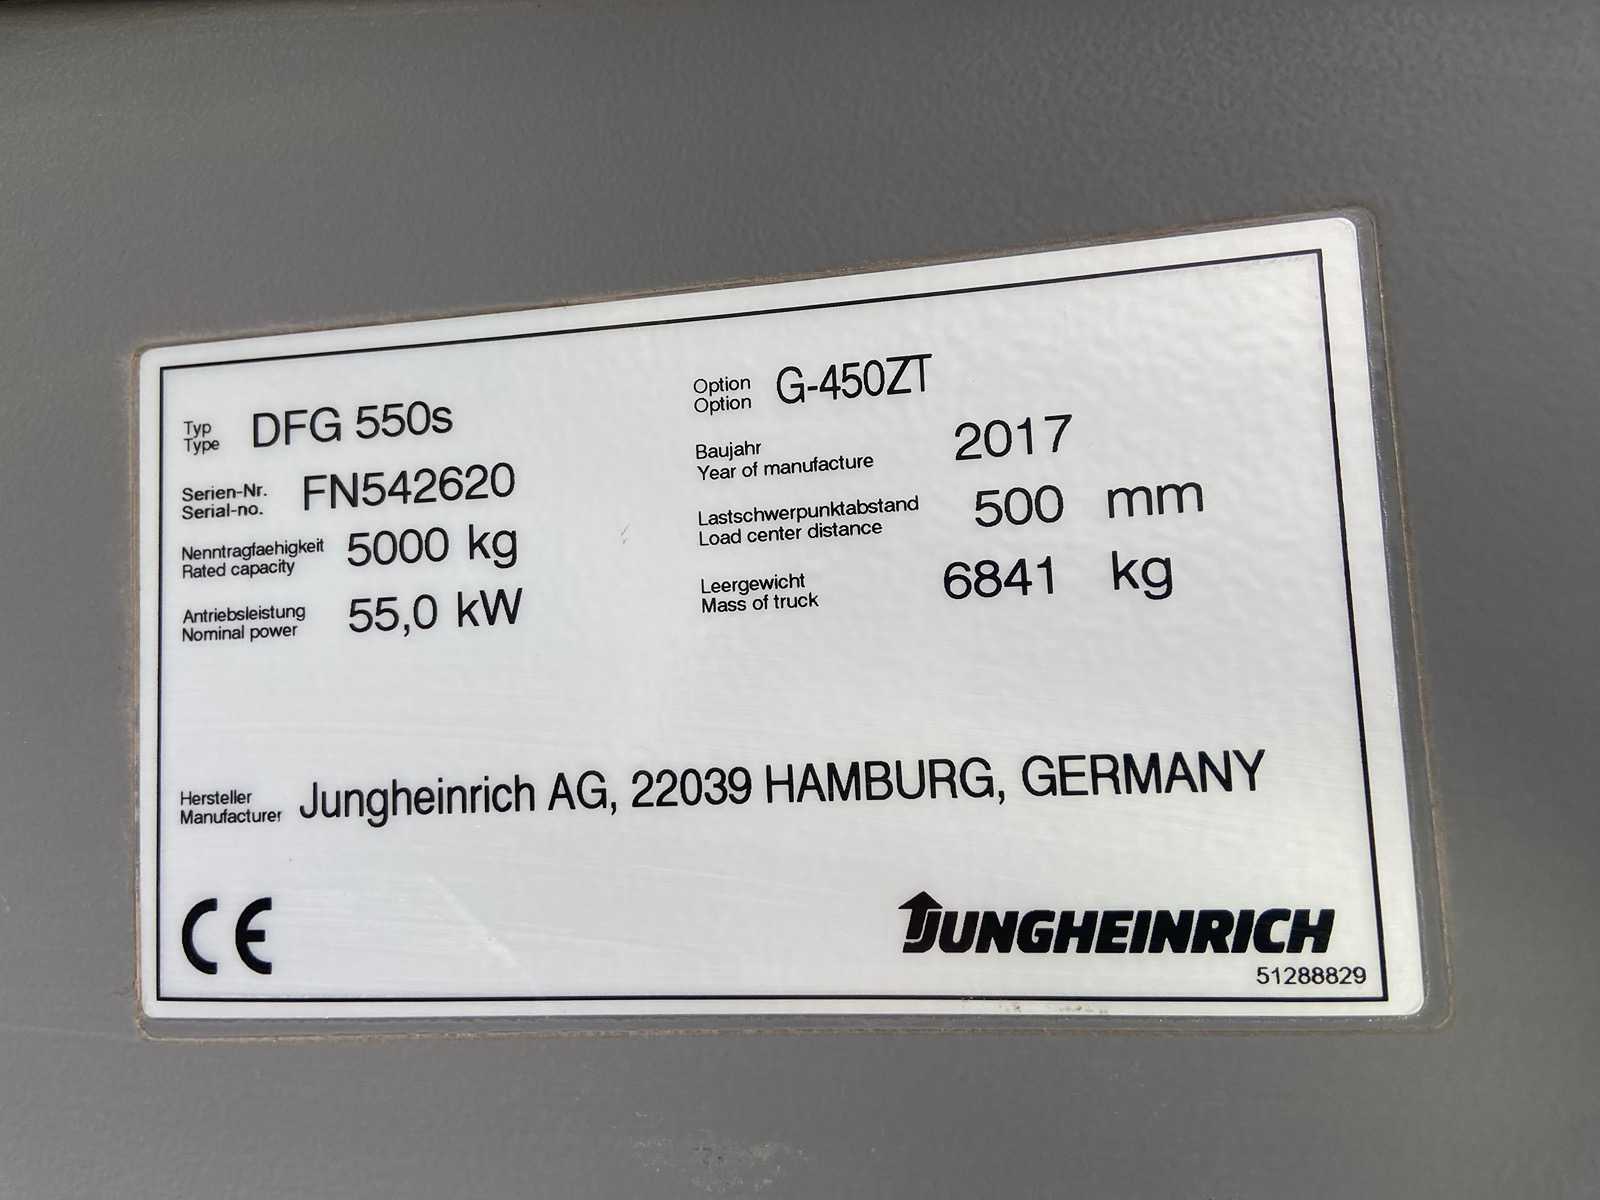 Typ
Type DFG 550s
Option
Option G-450ZT
Serien-Nr.
Serial-no. FN542620
Baujahr
Year of manufacture 2017
Nenntragfaehigkeit
Rated capacity 5000 kg
Lastschwerpunktabstand
Load center distance 500 mm
Antriebsleistung
Nominal power 55,0 kW
Leergewicht
Mass of truck 6841 kg
Hersteller
Manufacturer Jungheinrich AG, 22039 HAMBURG, GERMANY
CE
JUNGHEINRICH
51288829